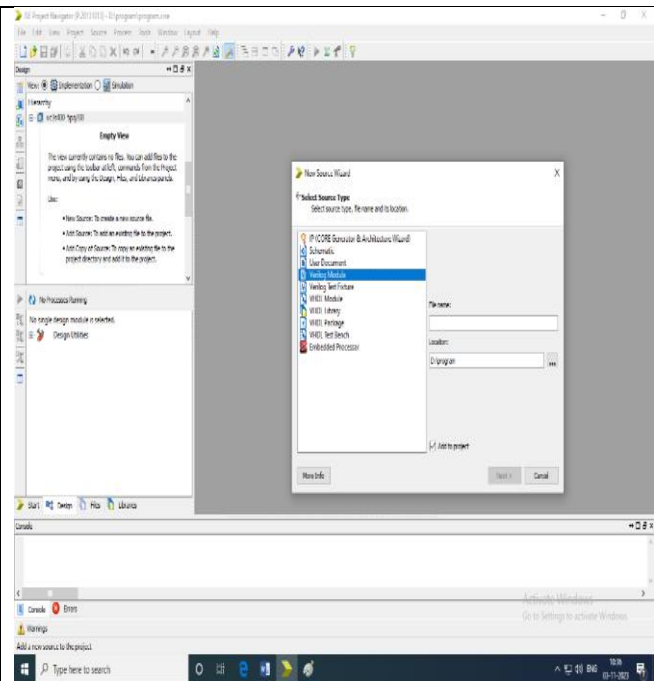 ISE Project Navigator (P.20131013) - D:\program\program.xise
File Edit View Project Source Process Tools Window Layout Help
Design
View: Implementation Simulation
Hierarchy
Empty View
The view currently contains no files. You can add files to the
project using the toolbar at left, commands from the Project
menu, and by using the Design, Files, and Libraries panels.
Use:
• New Source: To create a new source file.
• Add Source: To add an existing file to the project.
• Add Copy of Source: To copy an existing file to the
project directory and add it to the project.
No Processes Running
No single design module is selected.
Design Utilities
Start Design Files Libraries
New Source Wizard
Select Source Type
Select source type, file name and its location.
IP (CORE Generator & Architecture Wizard)
Schematic
User Document
Verilog Module
Verilog Test Fixture
VHDL Module
VHDL Library
VHDL Package
VHDL Test Bench
Embedded Processor
File name:
Location:
D:\program
...
Add to project
More Info
Next >
Cancel
Console
Console Errors
Warnings
Add a new source to the project
Activate Windows
Go to Settings to activate Windows.
Type here to search
ENG
10:36
03-11-2023